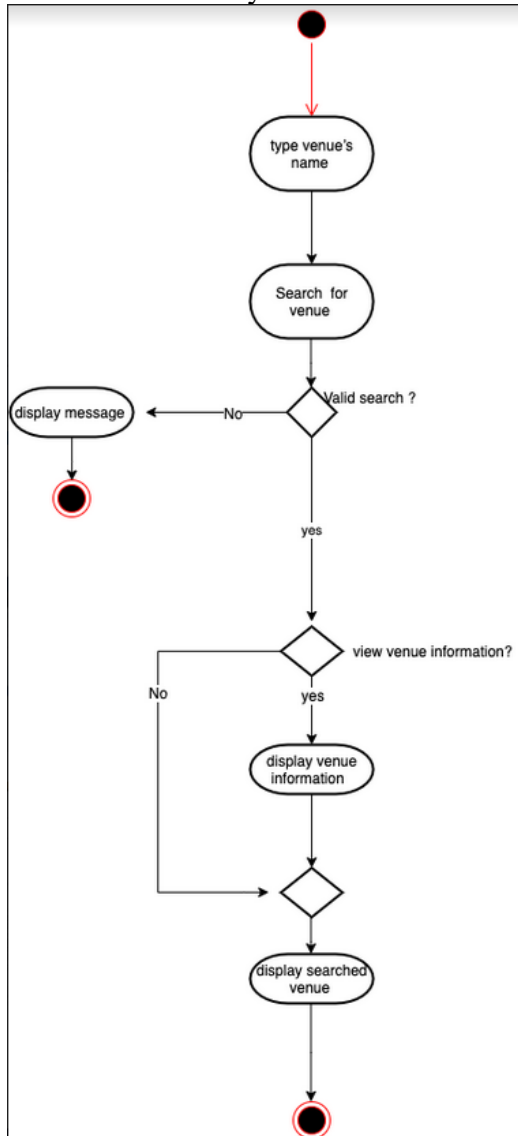 type venue's
name
Search for
venue
Valid search ?
No
display message
yes
view venue information?
No
yes
display venue
information
display searched
venue